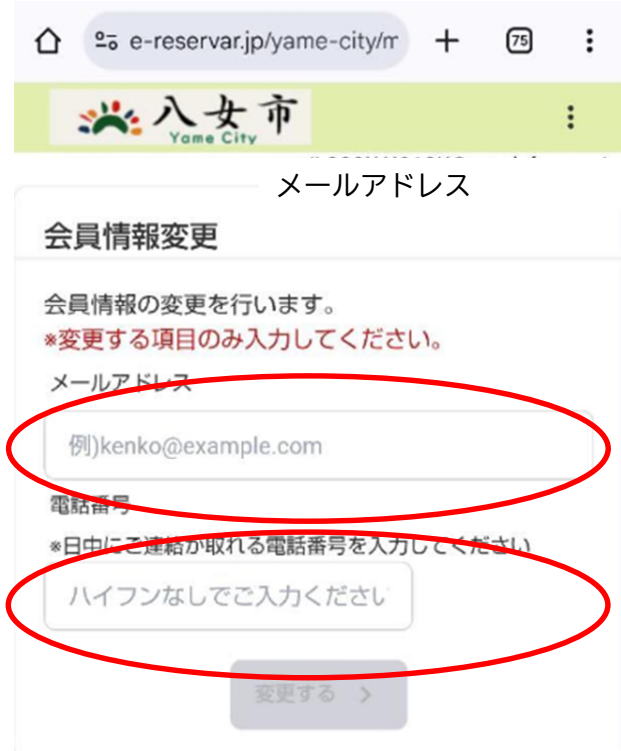 e-reservar.jp/yame-city/m
75
八女市
Yame City
メールアドレス
会員情報変更
会員情報の変更を行います。
*変更する項目のみ入力してください。
メールアドレス
例)kenko@example.com
電話番号
*日中にご連絡が取れる電話番号を入力してください
ハイフンなしでご入力くださし
変更する >